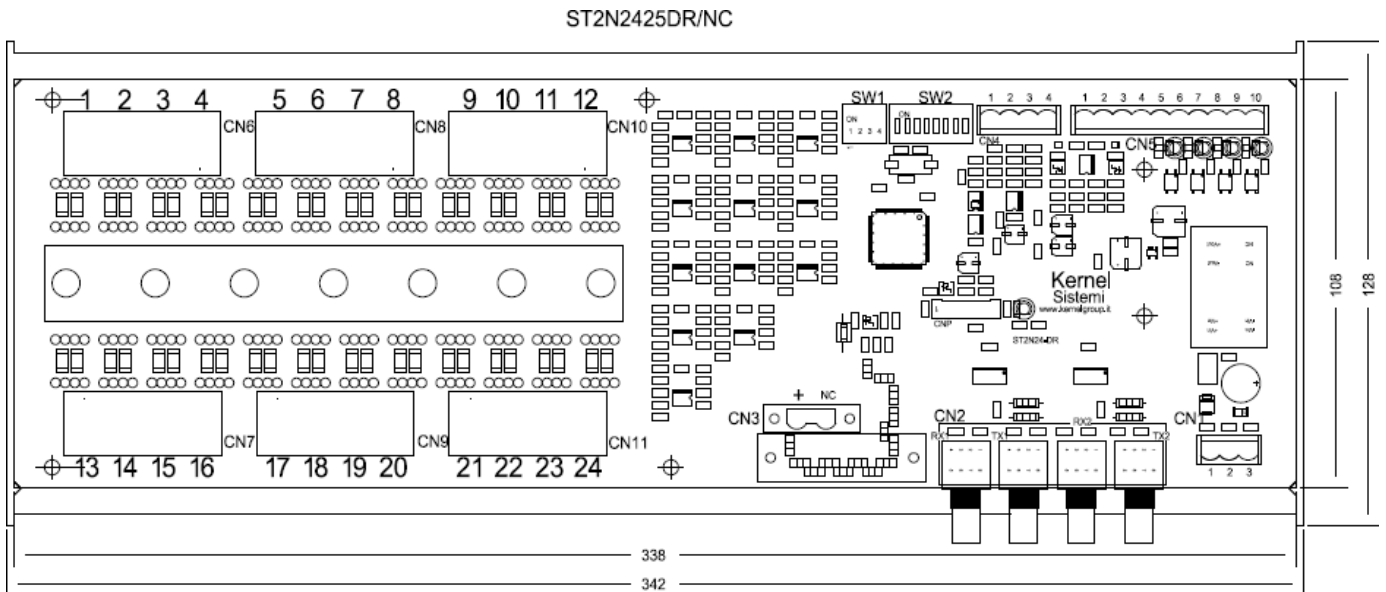 ST2N2425DR/NC
1 2 3 4 5 6 7 8 9 10 11 12
CN6 CN8 CN10
SW1 SW2
ON
1 2 3 4
ON
1 2 3 4
CN4
1 2 3 4 5 6 7 8 9 10
CN5
Kernel
Sistemi
www.kernelgroup.it
CNP
ST2N24-DR
+ NC
CN3
CN2
RX1 TX1 RX2 TX2
CN1
1 2 3
CN7 CN9 CN11
13 14 15 16 17 18 19 20 21 22 23 24
108
128
338
342